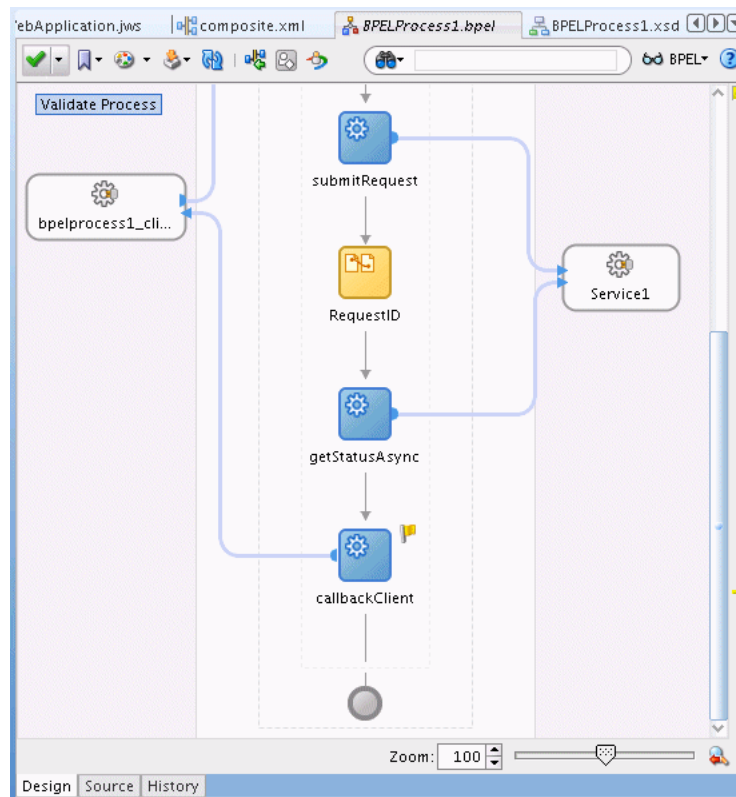 ebApplication.jws composite.xml BPELProcess1.bpel BPELProcess1.xsd
BPEL
Validate Process
submitRequest
bpelprocess1_cli...
RequestID
Service1
getStatusAsync
callbackClient
Zoom: 100
Design Source History